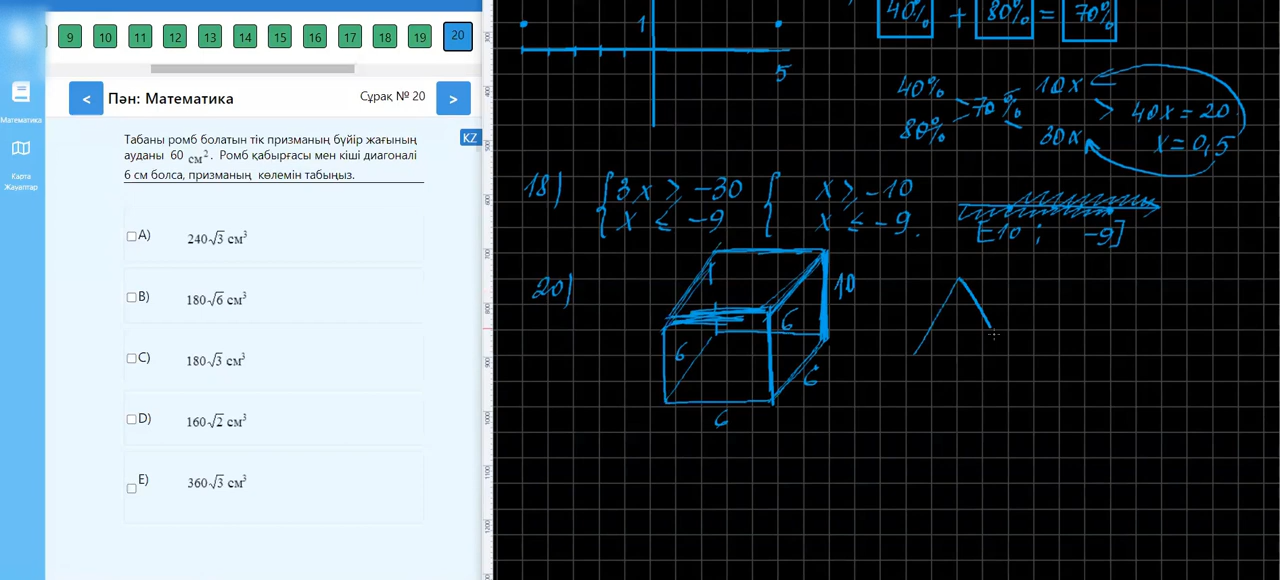 9 10 11 12 13 14 15 16 17 18 19 20
Математика
Карта
Жауаптар
< Пән: Математика Сұрақ № 20 >
KZ
Табаны ромб болатын тік призманың бүйір жағының
ауданы 60 см². Ромб қабырғасы мен кіші диагоналі
6 см болса, призманың көлемін табыңыз.
A) 240√3 см³
B) 180√6 см³
C) 180√3 см³
D) 160√2 см³
E) 360√3 см³
1
5
40% + 80% = 70%
40%
80%
70%
10x
30x
40x = 20
x = 0,5
18) { 3x ≥ -30 { x ≥ -10
x ≤ -9 x ≤ -9.
[-10 ; -9]
20)
10
6
6
6
6